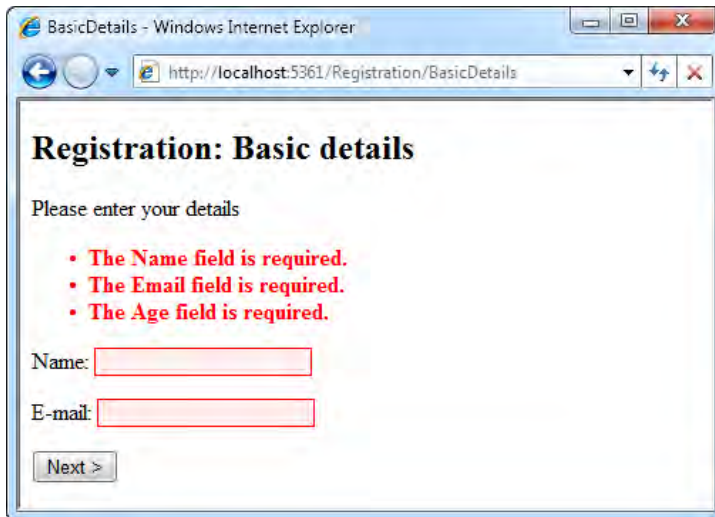 BasicDetails - Windows Internet Explorer
http://localhost:5361/Registration/BasicDetails
Registration: Basic details
Please enter your details
• The Name field is required.
• The Email field is required.
• The Age field is required.
Name:
E-mail:
Next >